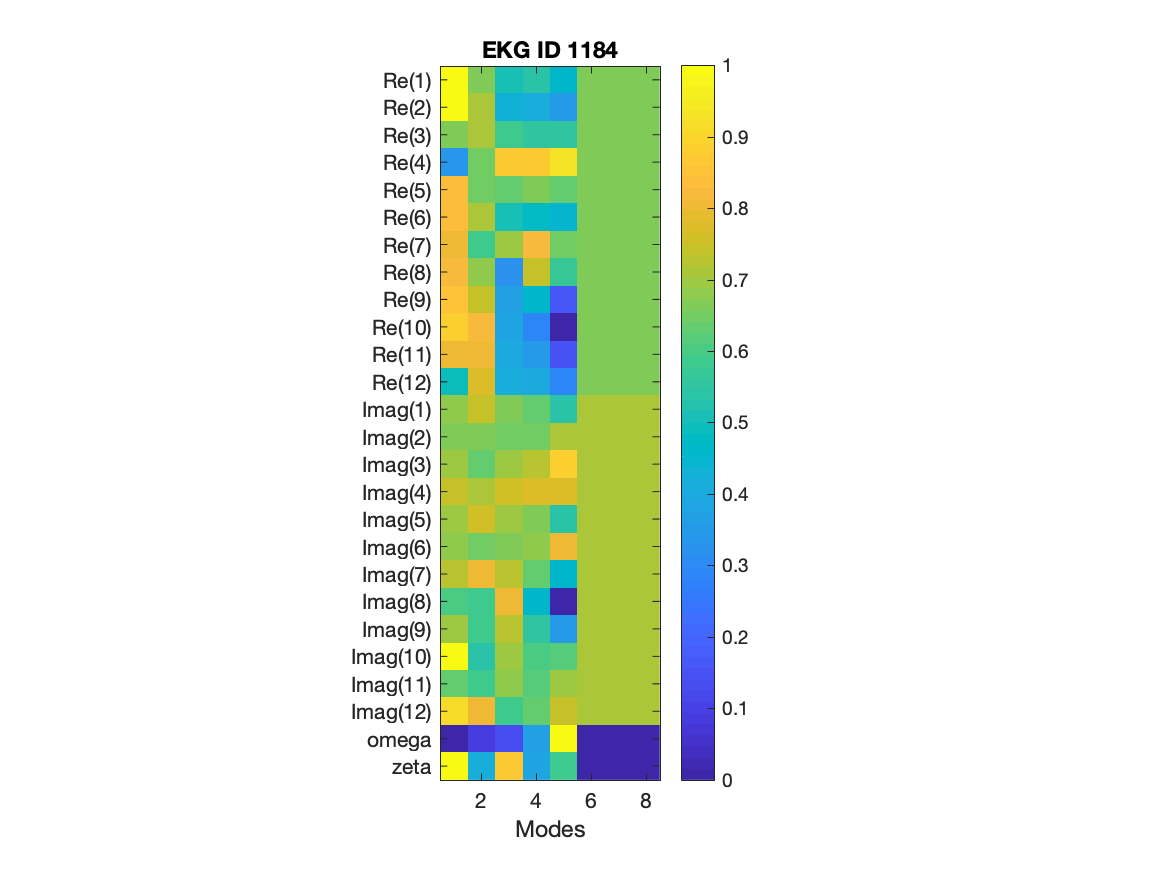 EKG ID 1184
Re(1)
Re(2)
Re(3)
Re(4)
Re(5)
Re(6)
Re(7)
Re(8)
Re(9)
Re(10)
Re(11)
Re(12)
Imag(1)
Imag(2)
Imag(3)
Imag(4)
Imag(5)
Imag(6)
Imag(7)
Imag(8)
Imag(9)
Imag(10)
Imag(11)
Imag(12)
omega
zeta
2 4 6 8
Modes
1
0.9
0.8
0.7
0.6
0.5
0.4
0.3
0.2
0.1
0